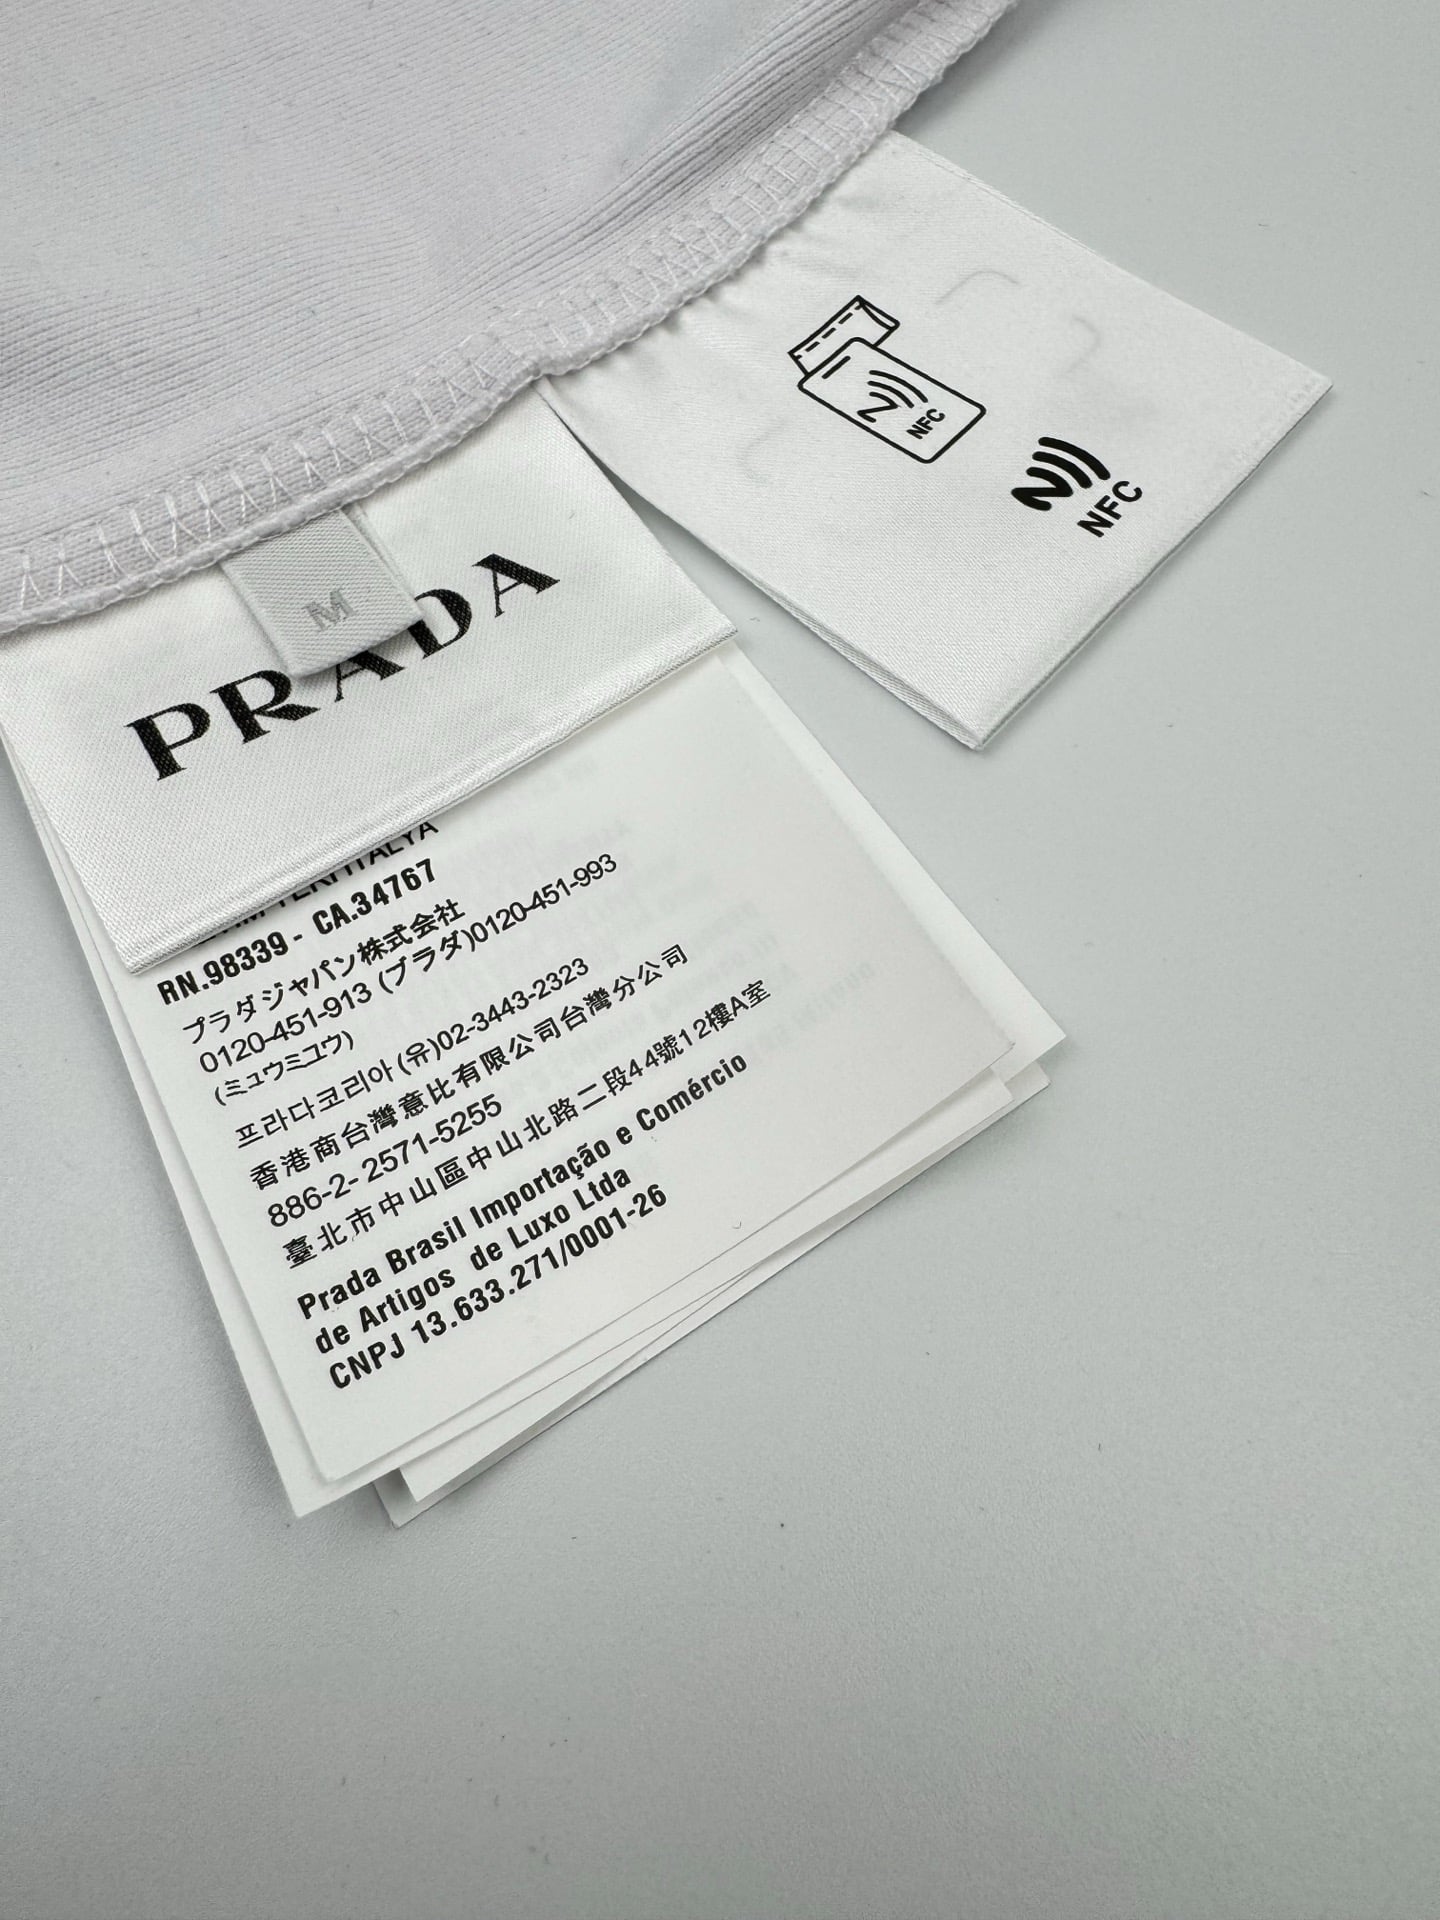 NFC
NFC
M
PRADA
İTALYA
RN.98339 - CA.34767
プラダジャパン株式会社
0120-451-913 (プラダ)0120-451-993
(ミュウミュウ)
프라다코리아(유)02-3443-2323
香港商台灣意比有限公司台灣分公司
886-2-2571-5255
臺北市中山區中山北路二段44號12樓A室
Prada Brasil Importação e Comércio
de Artigos de Luxo Ltda
CNPJ 13.633.271/0001-26